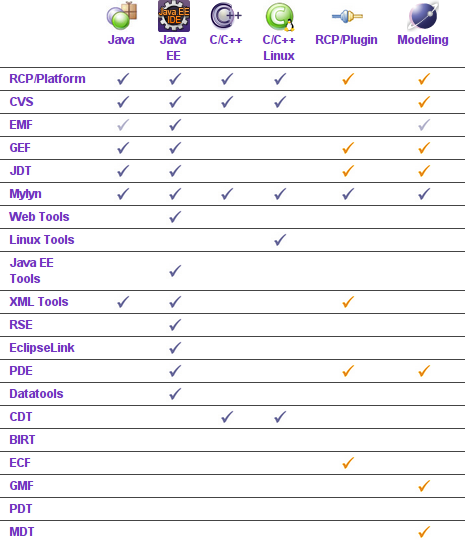 Java EE
IDE
Java
Java
EE
C/C++
C/C++
Linux
RCP/Plugin
Modeling
RCP/Platform ✓ ✓ ✓ ✓ ✓ ✓
CVS ✓ ✓ ✓ ✓ ✓
EMF ✓ ✓ ✓
GEF ✓ ✓ ✓ ✓
JDT ✓ ✓ ✓ ✓
Mylyn ✓ ✓ ✓ ✓ ✓ ✓
Web Tools ✓
Linux Tools ✓
Java EE
Tools ✓
XML Tools ✓ ✓ ✓
RSE ✓
EclipseLink ✓
PDE ✓ ✓ ✓
Datatools ✓
CDT ✓ ✓
BIRT
ECF ✓
GMF ✓
PDT
MDT ✓